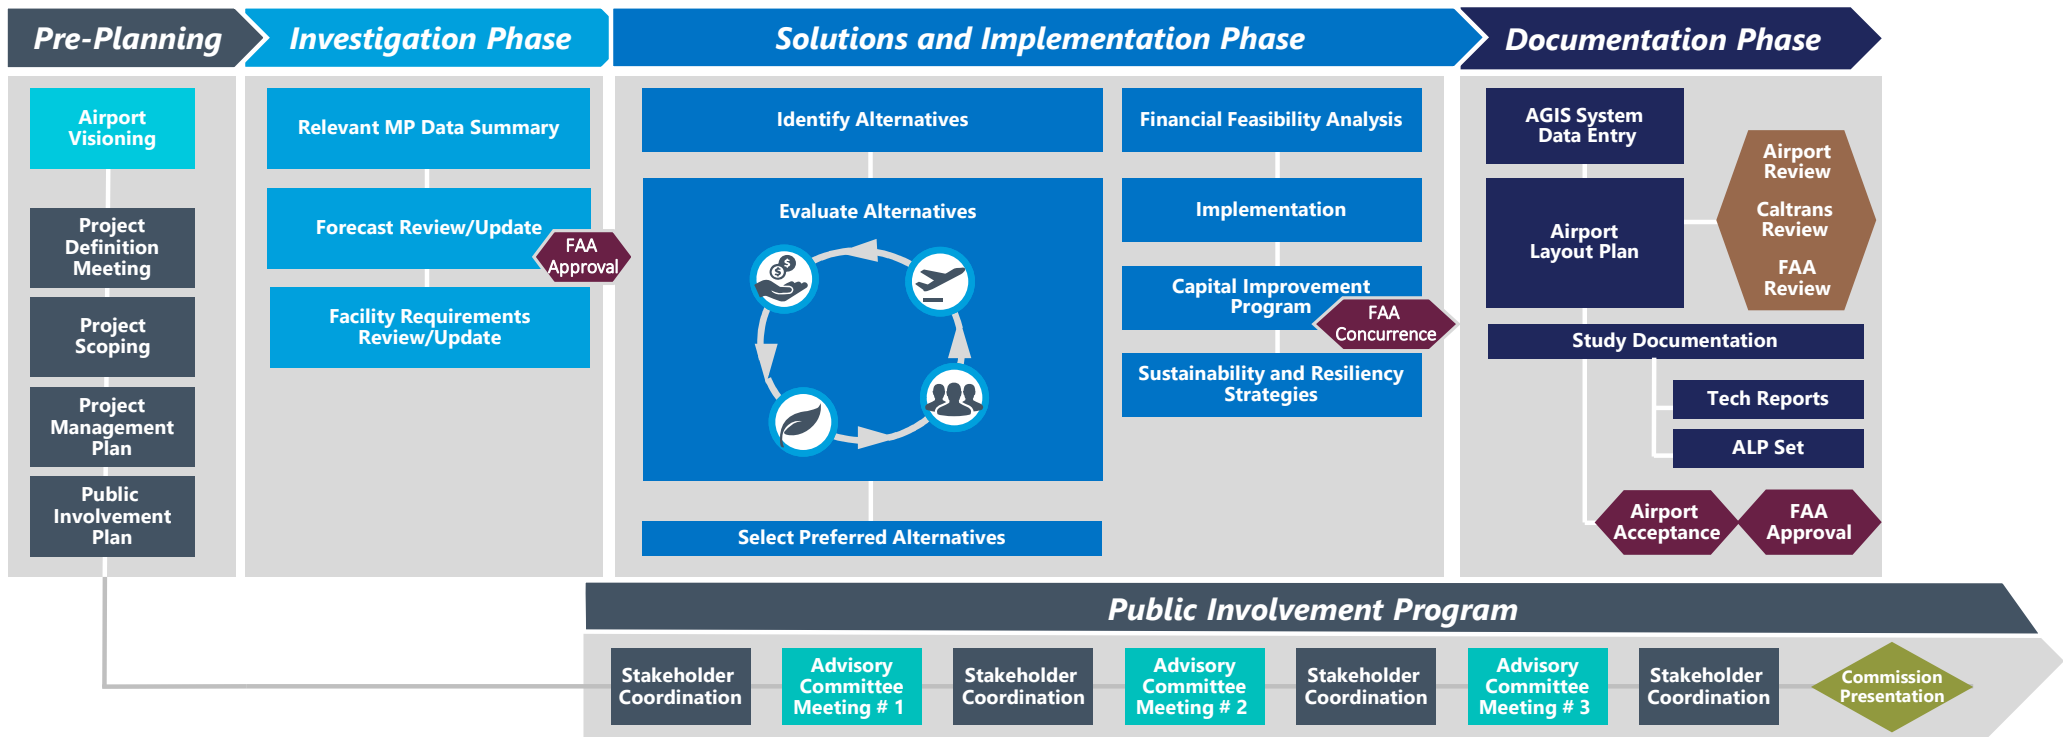 Pre-Planning
Investigation Phase
Solutions and Implementation Phase
Documentation Phase
Airport
Visioning
Project
Definition
Meeting
Project
Scoping
Project
Management
Plan
Public
Involvement
Plan
Relevant MP Data Summary
Forecast Review/Update
FAA
Approval
Facility Requirements
Review/Update
Identify Alternatives
Evaluate Alternatives
$
$
Select Preferred Alternatives
Financial Feasibility Analysis
Implementation
Capital Improvement
Program
FAA
Concurrence
Sustainability and Resiliency
Strategies
AGIS System
Data Entry
Airport
Layout Plan
Airport
Review
Caltrans
Review
FAA
Review
Study Documentation
Tech Reports
ALP Set
Airport
Acceptance
FAA
Approval
Public Involvement Program
Stakeholder
Coordination
Advisory
Committee
Meeting # 1
Stakeholder
Coordination
Advisory
Committee
Meeting # 2
Stakeholder
Coordination
Advisory
Committee
Meeting # 3
Stakeholder
Coordination
Commission
Presentation